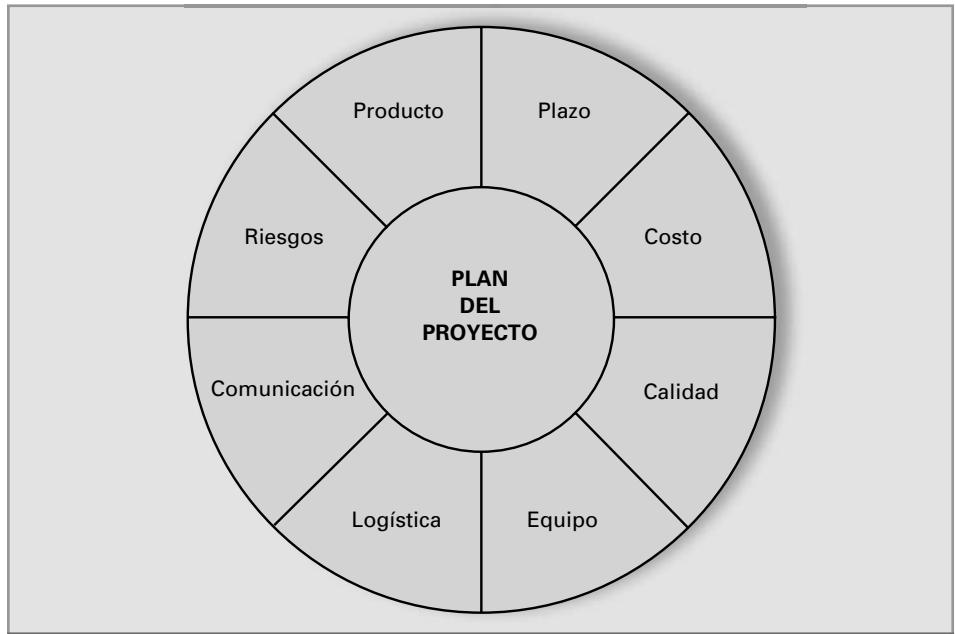 Producto
Plazo
Riesgos
Costo
PLAN
DEL
PROYECTO
Comunicación
Calidad
Logística
Equipo